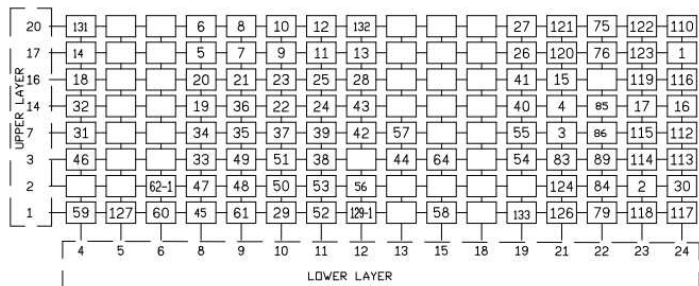 20 131 6 8 10 12 132 27 121 75 122 110
17 14 5 7 9 11 13 26 120 76 123 1
16 18 20 21 23 25 28 41 15 119 116
14 32 19 36 22 24 43 40 4 85 17 16
7 31 34 35 37 39 42 57 55 3 86 115 112
3 46 33 49 51 38 44 64 54 83 89 114 113
2 62-1 47 48 50 53 56 124 84 2 30
1 59 127 60 45 61 29 52 129-1 58 133 126 79 118 117
UPPER LAYER
4 5 6 8 9 10 11 12 13 15 18 19 21 22 23 24
LOWER LAYER